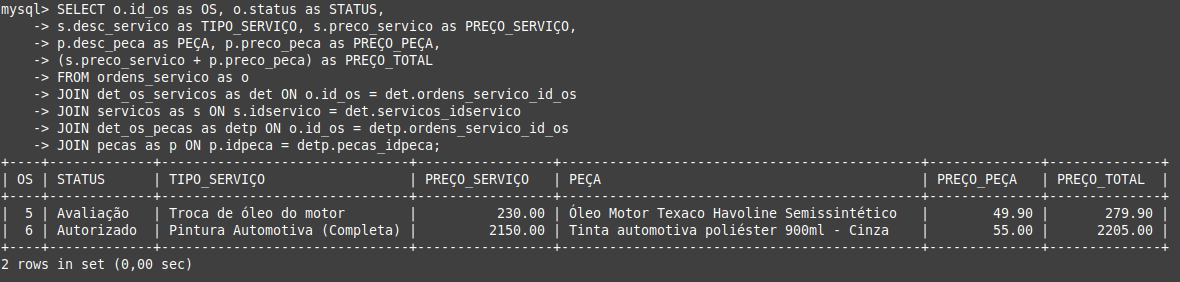 mysql> SELECT o.id_os as OS, o.status as STATUS,
    -> s.desc_servico as TIPO_SERVIÇO, s.preco_servico as PREÇO_SERVIÇO,
    -> p.desc_peca as PEÇA, p.preco_peca as PREÇO_PEÇA,
    -> (s.preco_servico + p.preco_peca) as PREÇO_TOTAL
    -> FROM ordens_servico as o
    -> JOIN det_os_servicos as det ON o.id_os = det.ordens_servico_id_os
    -> JOIN servicos as s ON s.idservico = det.servicos_idservico
    -> JOIN det_os_pecas as detp ON o.id_os = detp.ordens_servico_id_os
    -> JOIN pecas as p ON p.idpeca = detp.pecas_idpeca;
+----+-------------+-------------------------------+-----------------+---------------------------------------------+--------------+--------------+
| OS | STATUS      | TIPO_SERVIÇO                  | PREÇO_SERVIÇO   | PEÇA                                        | PREÇO_PEÇA   | PREÇO_TOTAL  |
+----+-------------+-------------------------------+-----------------+---------------------------------------------+--------------+--------------+
|  5 | Avaliação   | Troca de óleo do motor        |          230.00 | Óleo Motor Texaco Havoline Semissintético   |        49.90 |       279.90 |
|  6 | Autorizado  | Pintura Automotiva (Completa) |         2150.00 | Tinta automotiva poliéster 900ml - Cinza    |        55.00 |      2205.00 |
+----+-------------+-------------------------------+-----------------+---------------------------------------------+--------------+--------------+
2 rows in set (0,00 sec)